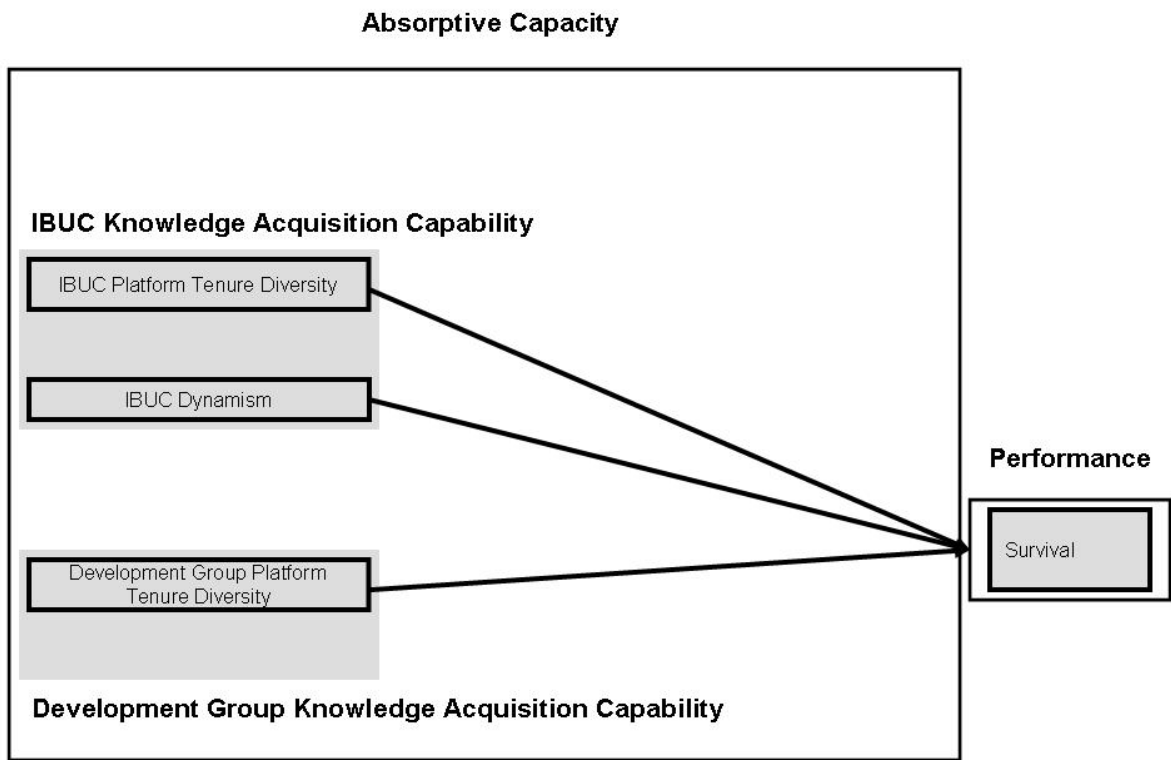 Absorptive Capacity
IBUC Knowledge Acquisition Capability
IBUC Platform Tenure Diversity
IBUC Dynamism
Performance
Survival
Development Group Platform
Tenure Diversity
Development Group Knowledge Acquisition Capability